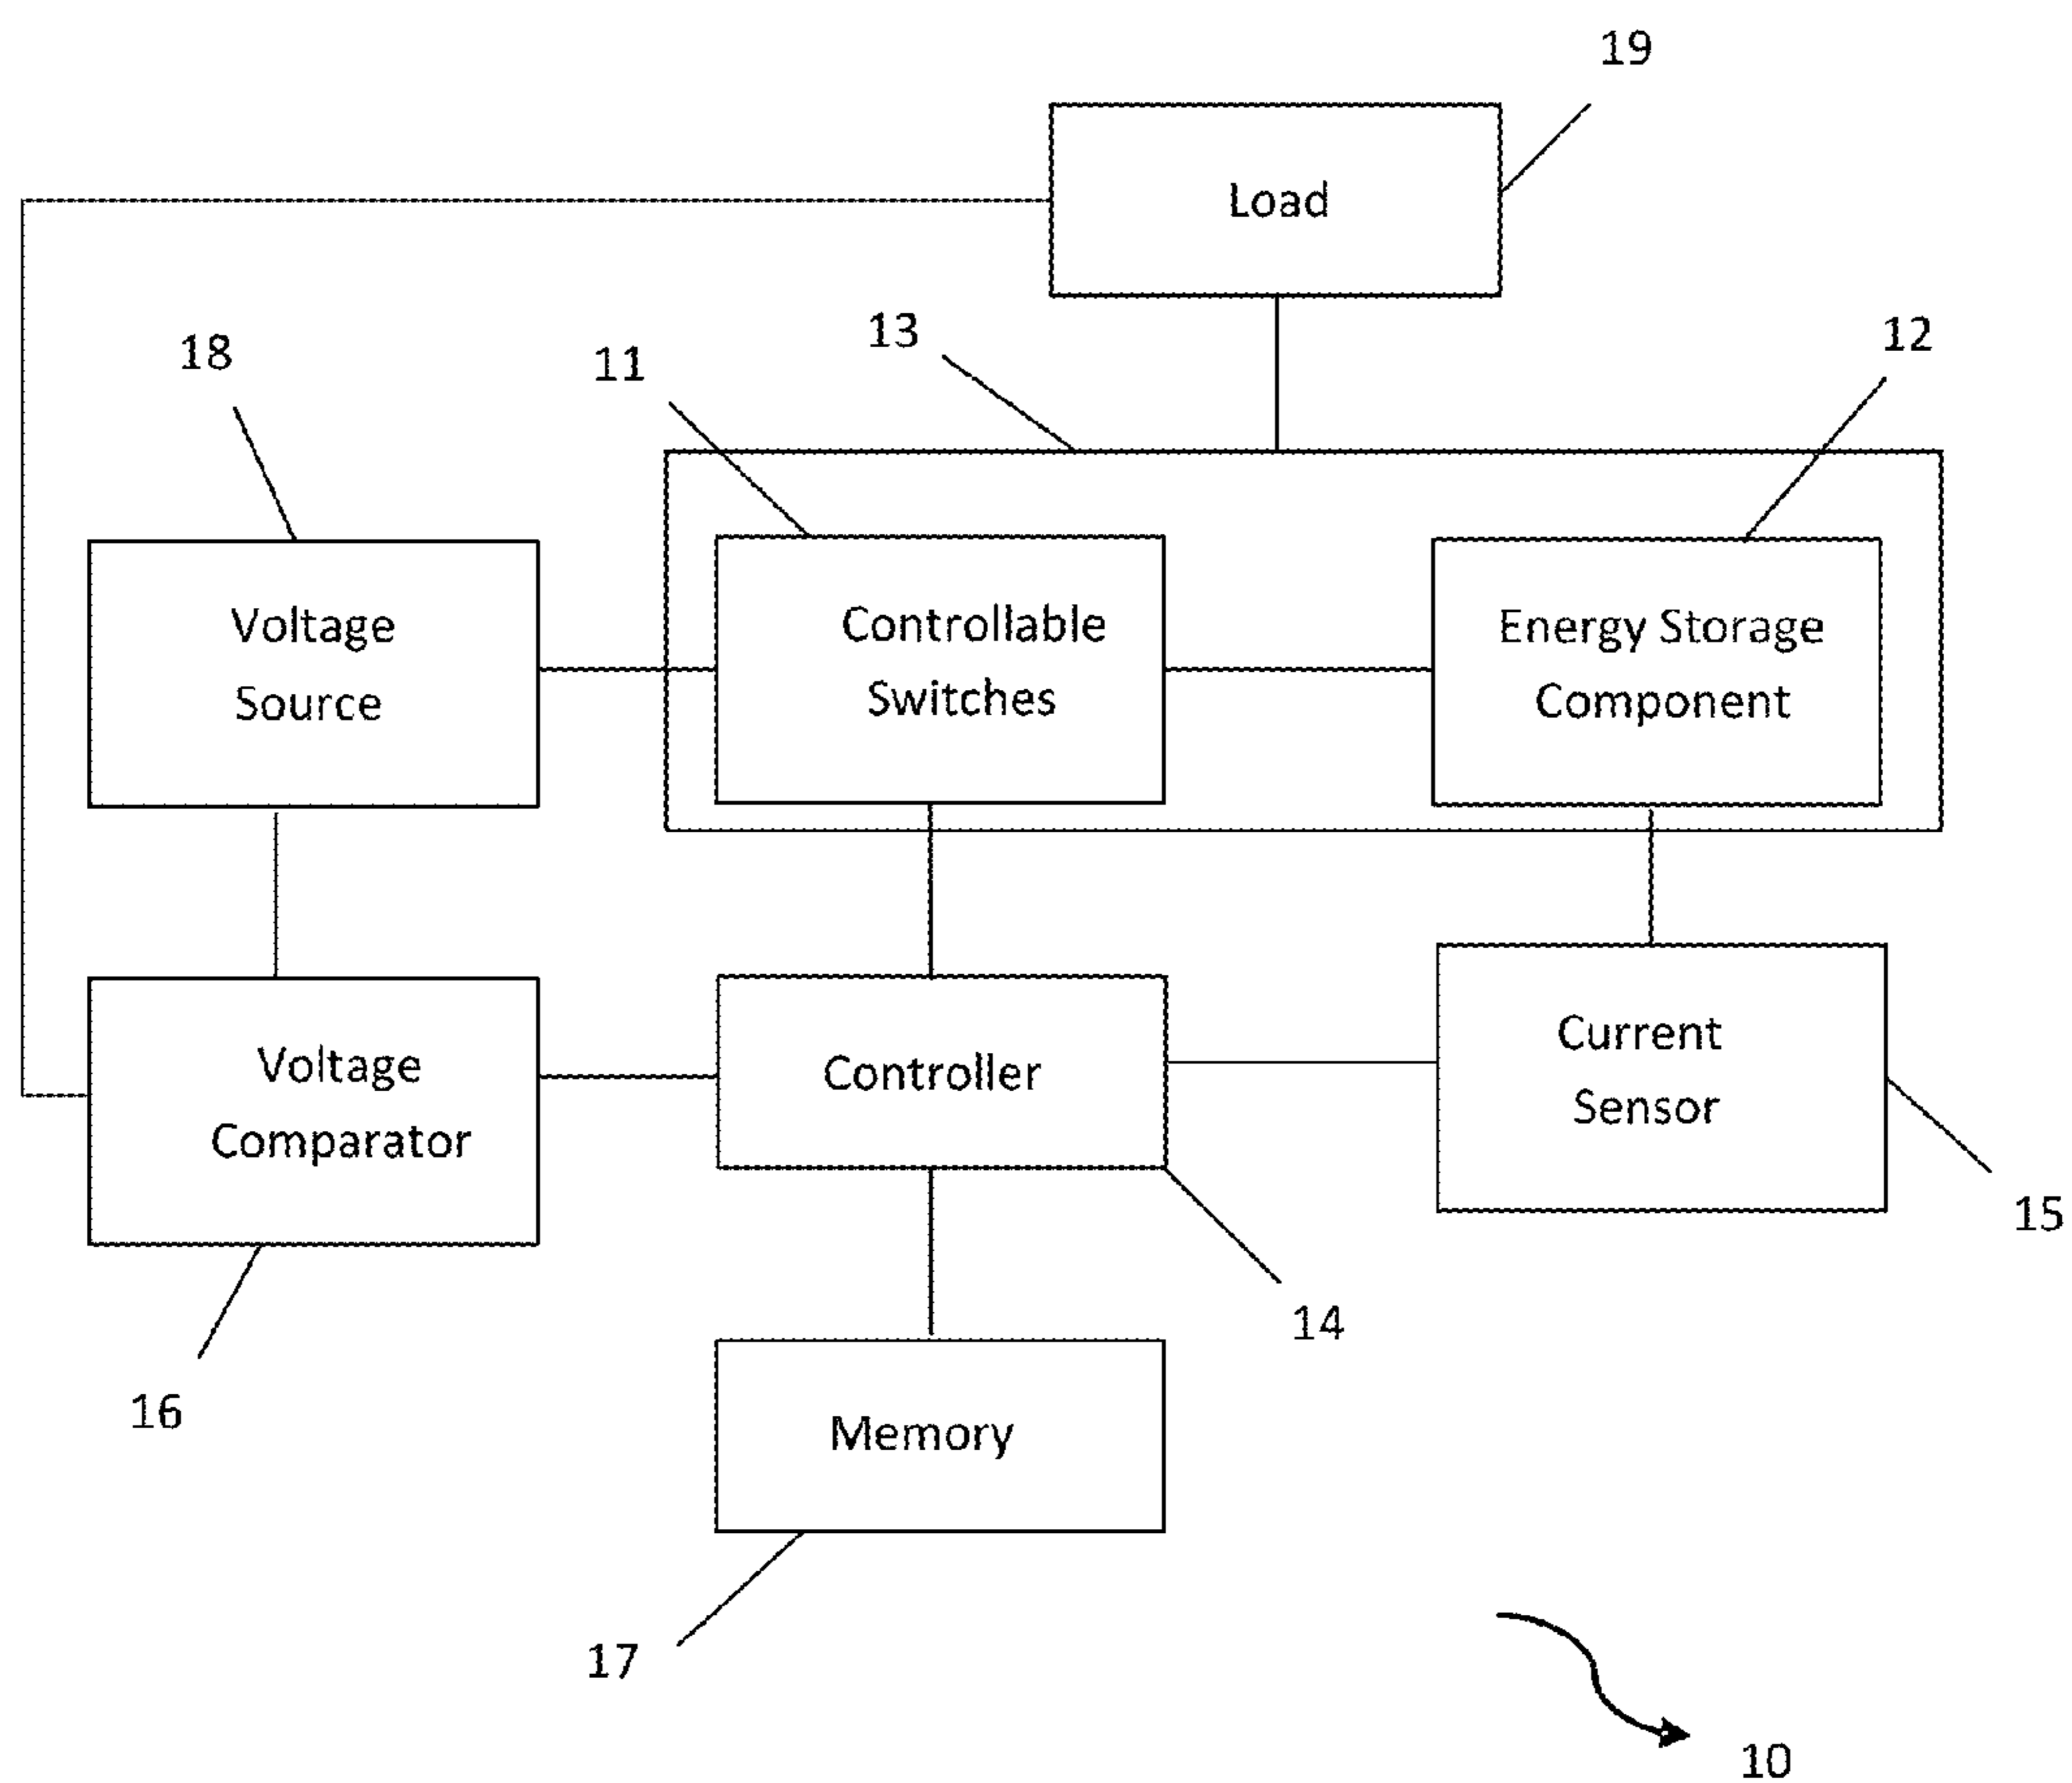 19
Load
13
12
18
11
Voltage
Source
Controllable
Switches
Energy Storage
Component
Voltage
Comparator
Controller
Current
Sensor
15
14
16
Memory
17
10